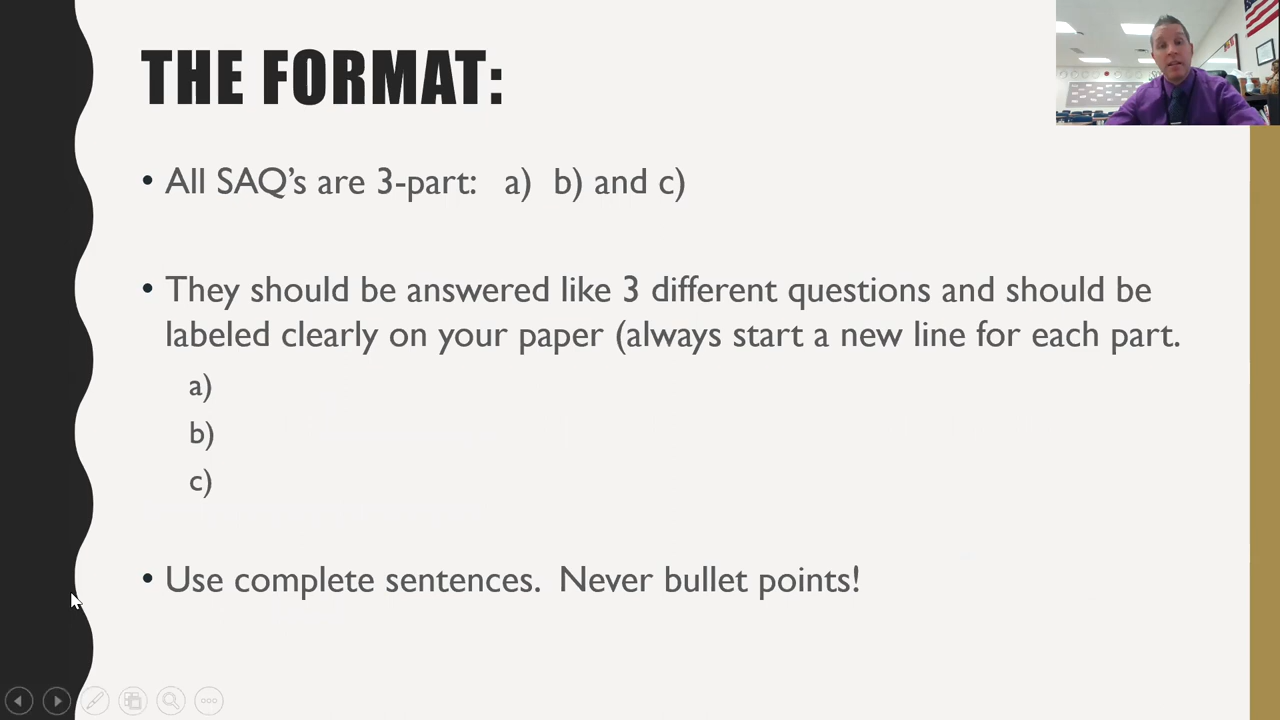 THE FORMAT:
• All SAQ’s are 3-part: a) b) and c)
• They should be answered like 3 different questions and should be
labeled clearly on your paper (always start a new line for each part.
a)
b)
c)
• Use complete sentences. Never bullet points!